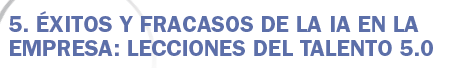 5. ÉXITOS Y FRACASOS DE LA IA EN LA
EMPRESA: LECCIONES DEL TALENTO 5.0